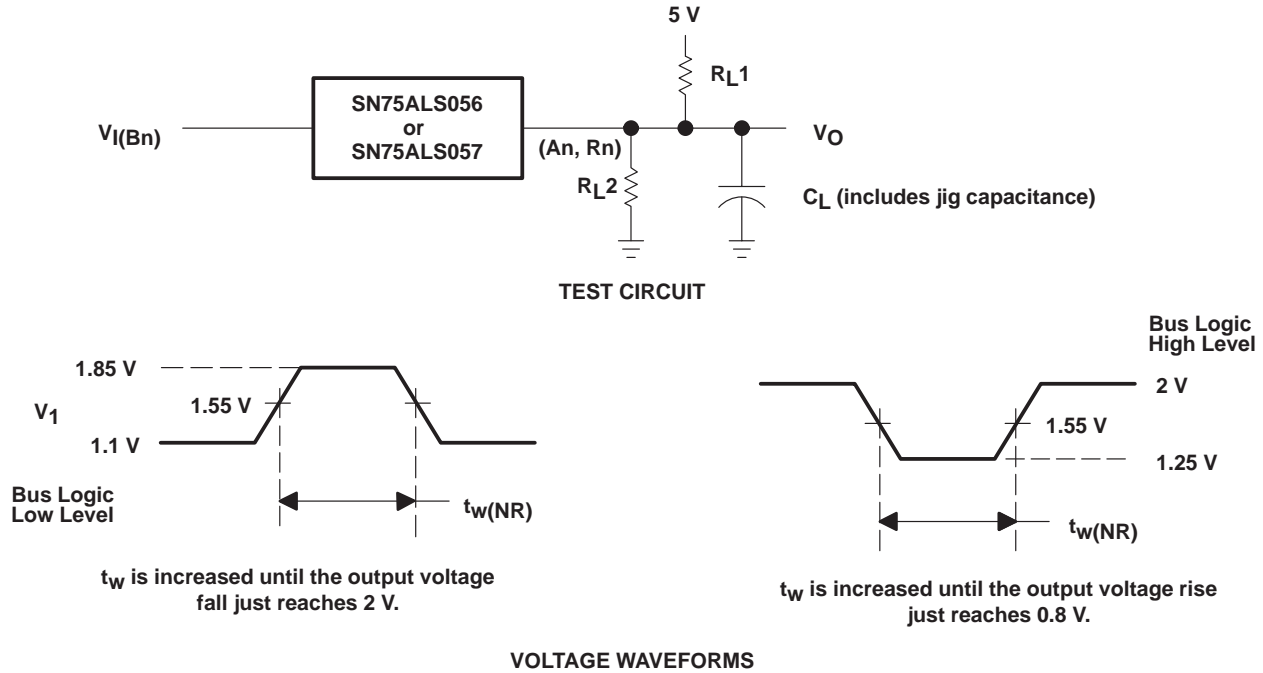 5 V
RL1
SN75ALS056
or
SN75ALS057
VI(Bn)
(An, Rn)
VO
RL2
CL (includes jig capacitance)
TEST CIRCUIT
Bus Logic
High Level
1.85 V
2 V
V1
1.55 V
1.55 V
1.1 V
1.25 V
Bus Logic
Low Level
tw(NR)
tw(NR)
tw is increased until the output voltage
fall just reaches 2 V.
tw is increased until the output voltage rise
just reaches 0.8 V.
VOLTAGE WAVEFORMS